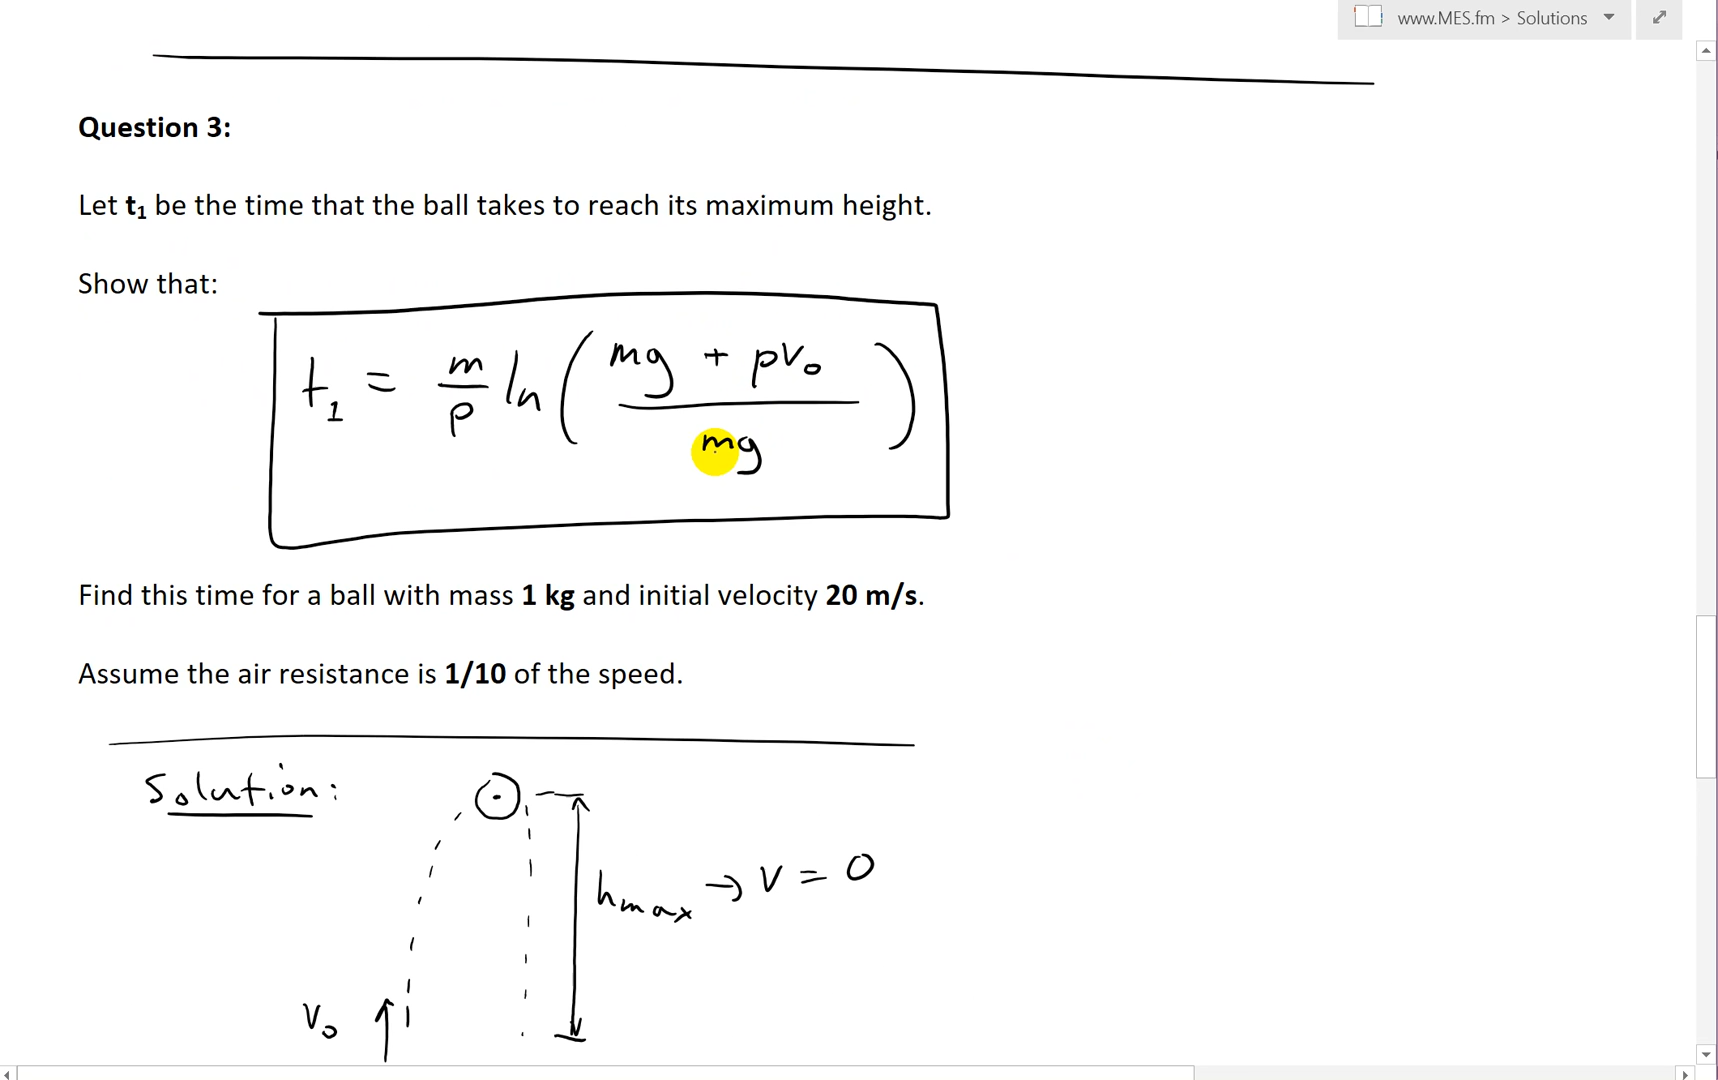 www.MES.fm > Solutions
Question 3:
Let t₁ be the time that the ball takes to reach its maximum height.
Show that:
t₁ = m/p ln( (mg + pv₀) / mg )
Find this time for a ball with mass 1 kg and initial velocity 20 m/s.
Assume the air resistance is 1/10 of the speed.
Solution:
hmax → v = 0
v₀